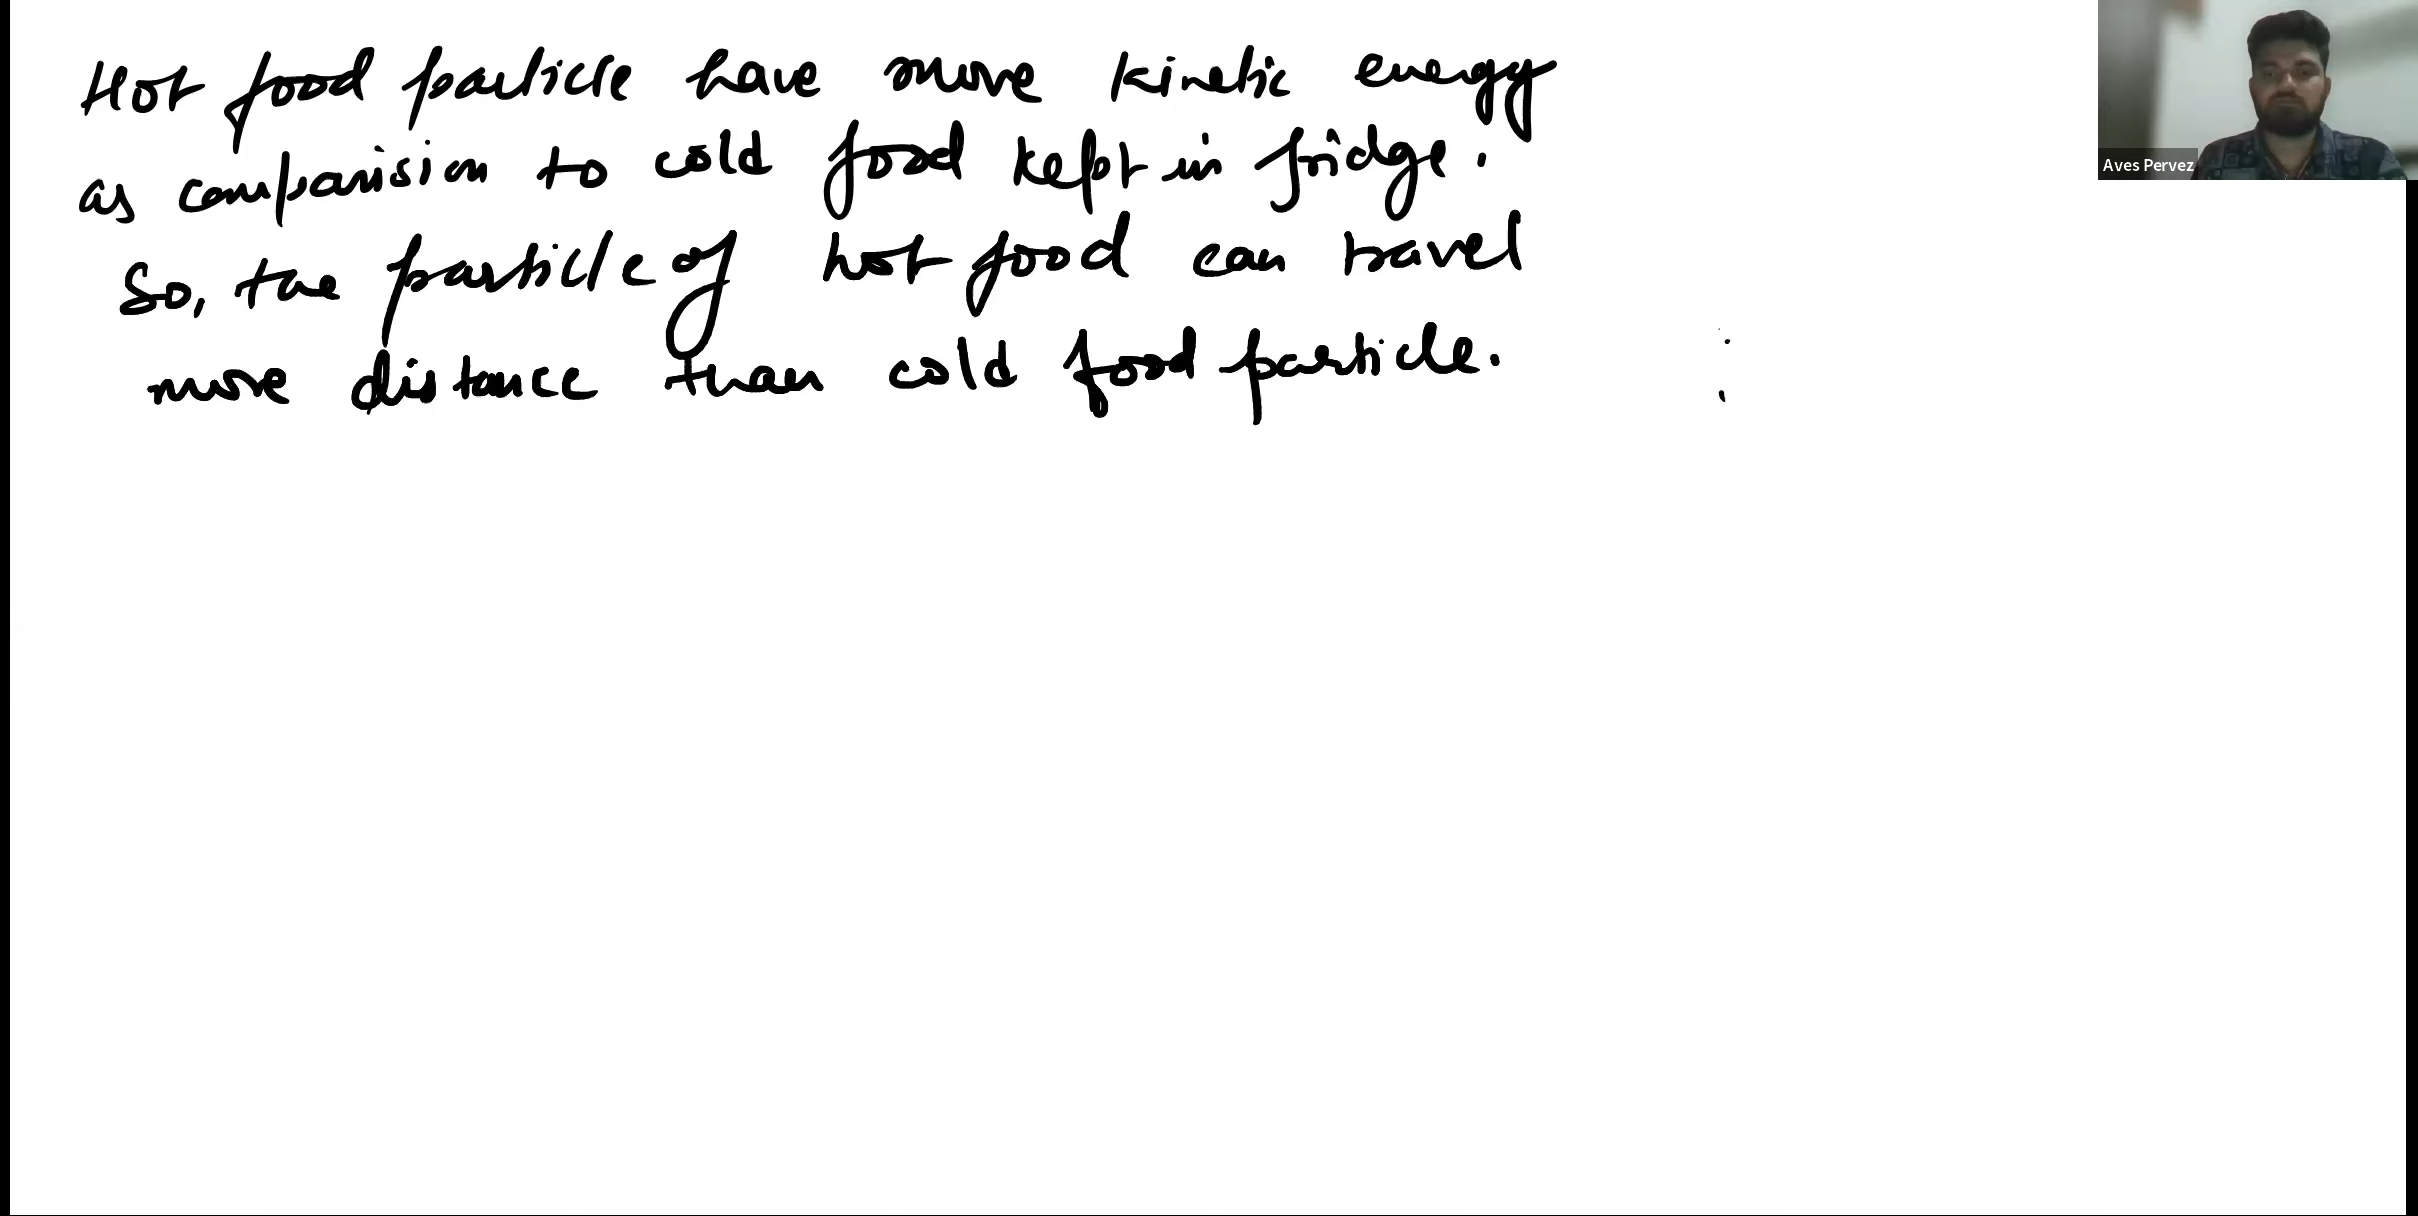 Hot food particle have more kinetic energy
as comparision to cold food kept in fridge.
So, the particle of hot food can travel
more distance than cold food particle.
Aves Pervez